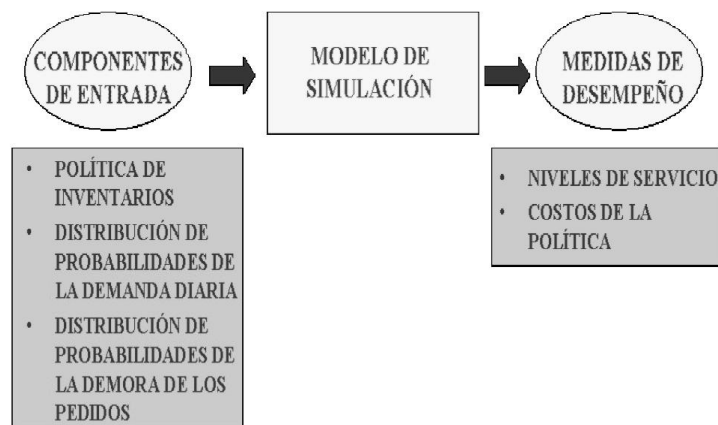 COMPONENTES
DE ENTRADA
MODELO DE
SIMULACIÓN
MEDIDAS DE
DESEMPEÑO
• POLÍTICA DE
INVENTARIOS
• DISTRIBUCIÓN DE
PROBABILIDADES DE
LA DEMANDA DIARIA
• DISTRIBUCIÓN DE
PROBABILIDADES DE
LA DEMORA DE LOS
PEDIDOS
• NIVELES DE SERVICIO
• COSTOS DE LA
POLÍTICA